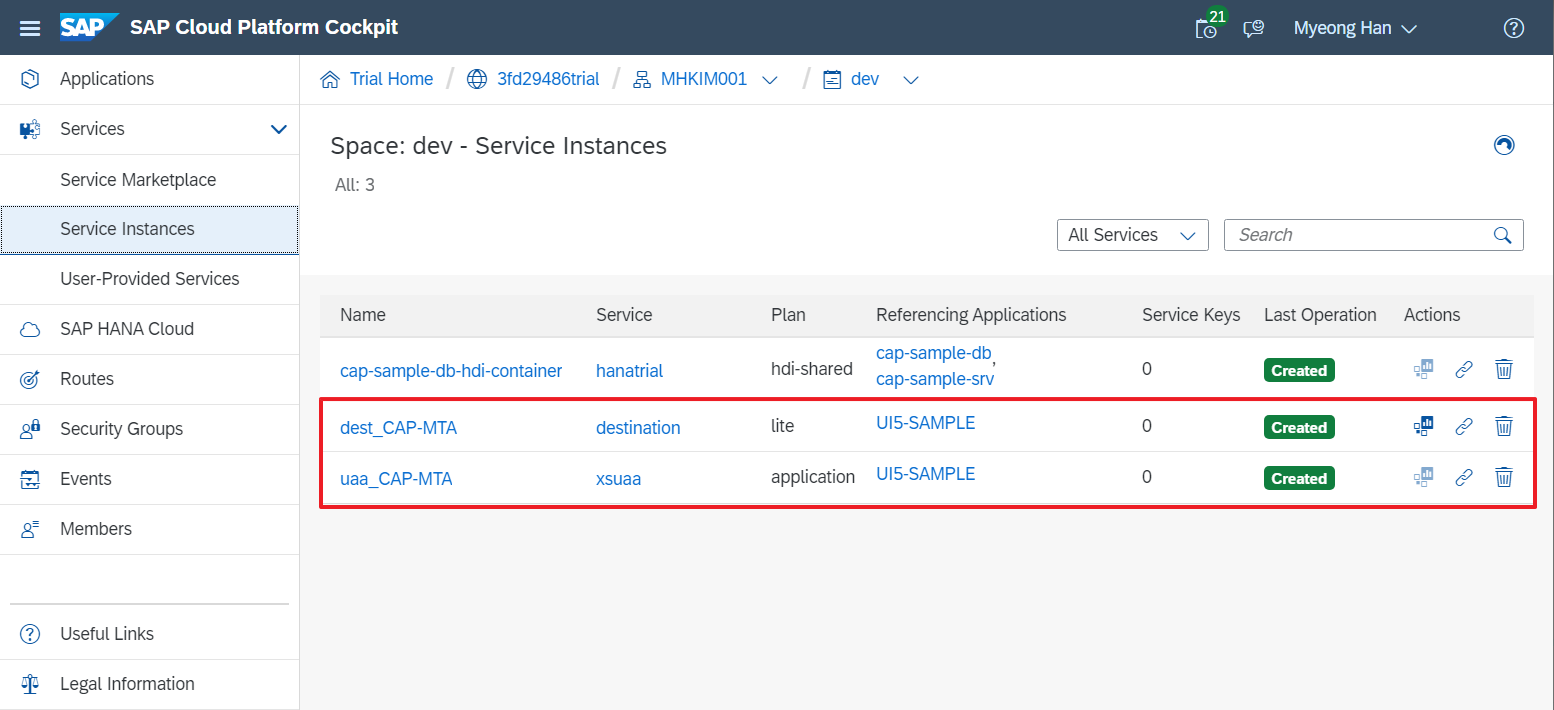 SAP SAP Cloud Platform Cockpit 21 Myeong Han
Applications
Services
Service Marketplace
Service Instances
User-Provided Services
SAP HANA Cloud
Routes
Security Groups
Events
Members
Useful Links
Legal Information
Trial Home / 3fd29486trial / MHKIM001 / dev
Space: dev - Service Instances
All: 3
All Services Search
Name Service Plan Referencing Applications Service Keys Last Operation Actions
cap-sample-db-hdi-container hanatrial hdi-shared cap-sample-db, 0 Created
cap-sample-srv
dest_CAP-MTA destination lite UI5-SAMPLE 0 Created
uaa_CAP-MTA xsuaa application UI5-SAMPLE 0 Created